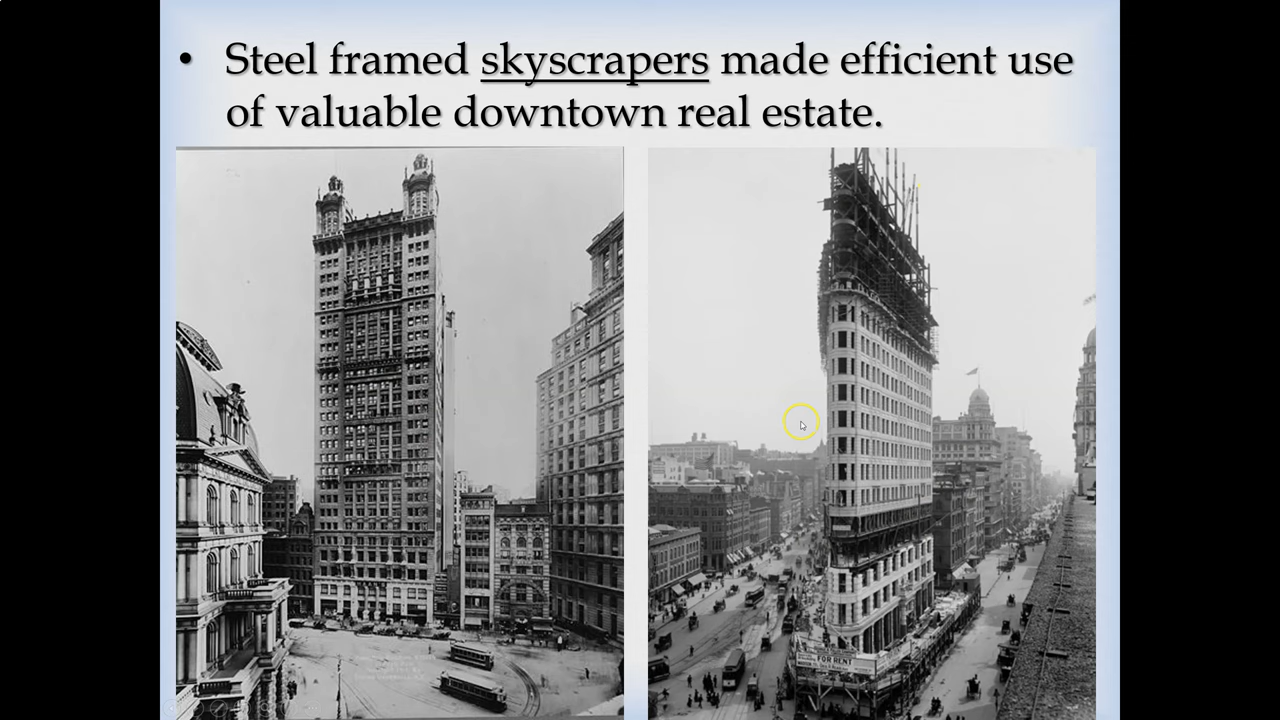 • Steel framed skyscrapers made efficient use
of valuable downtown real estate.
FOR RENT